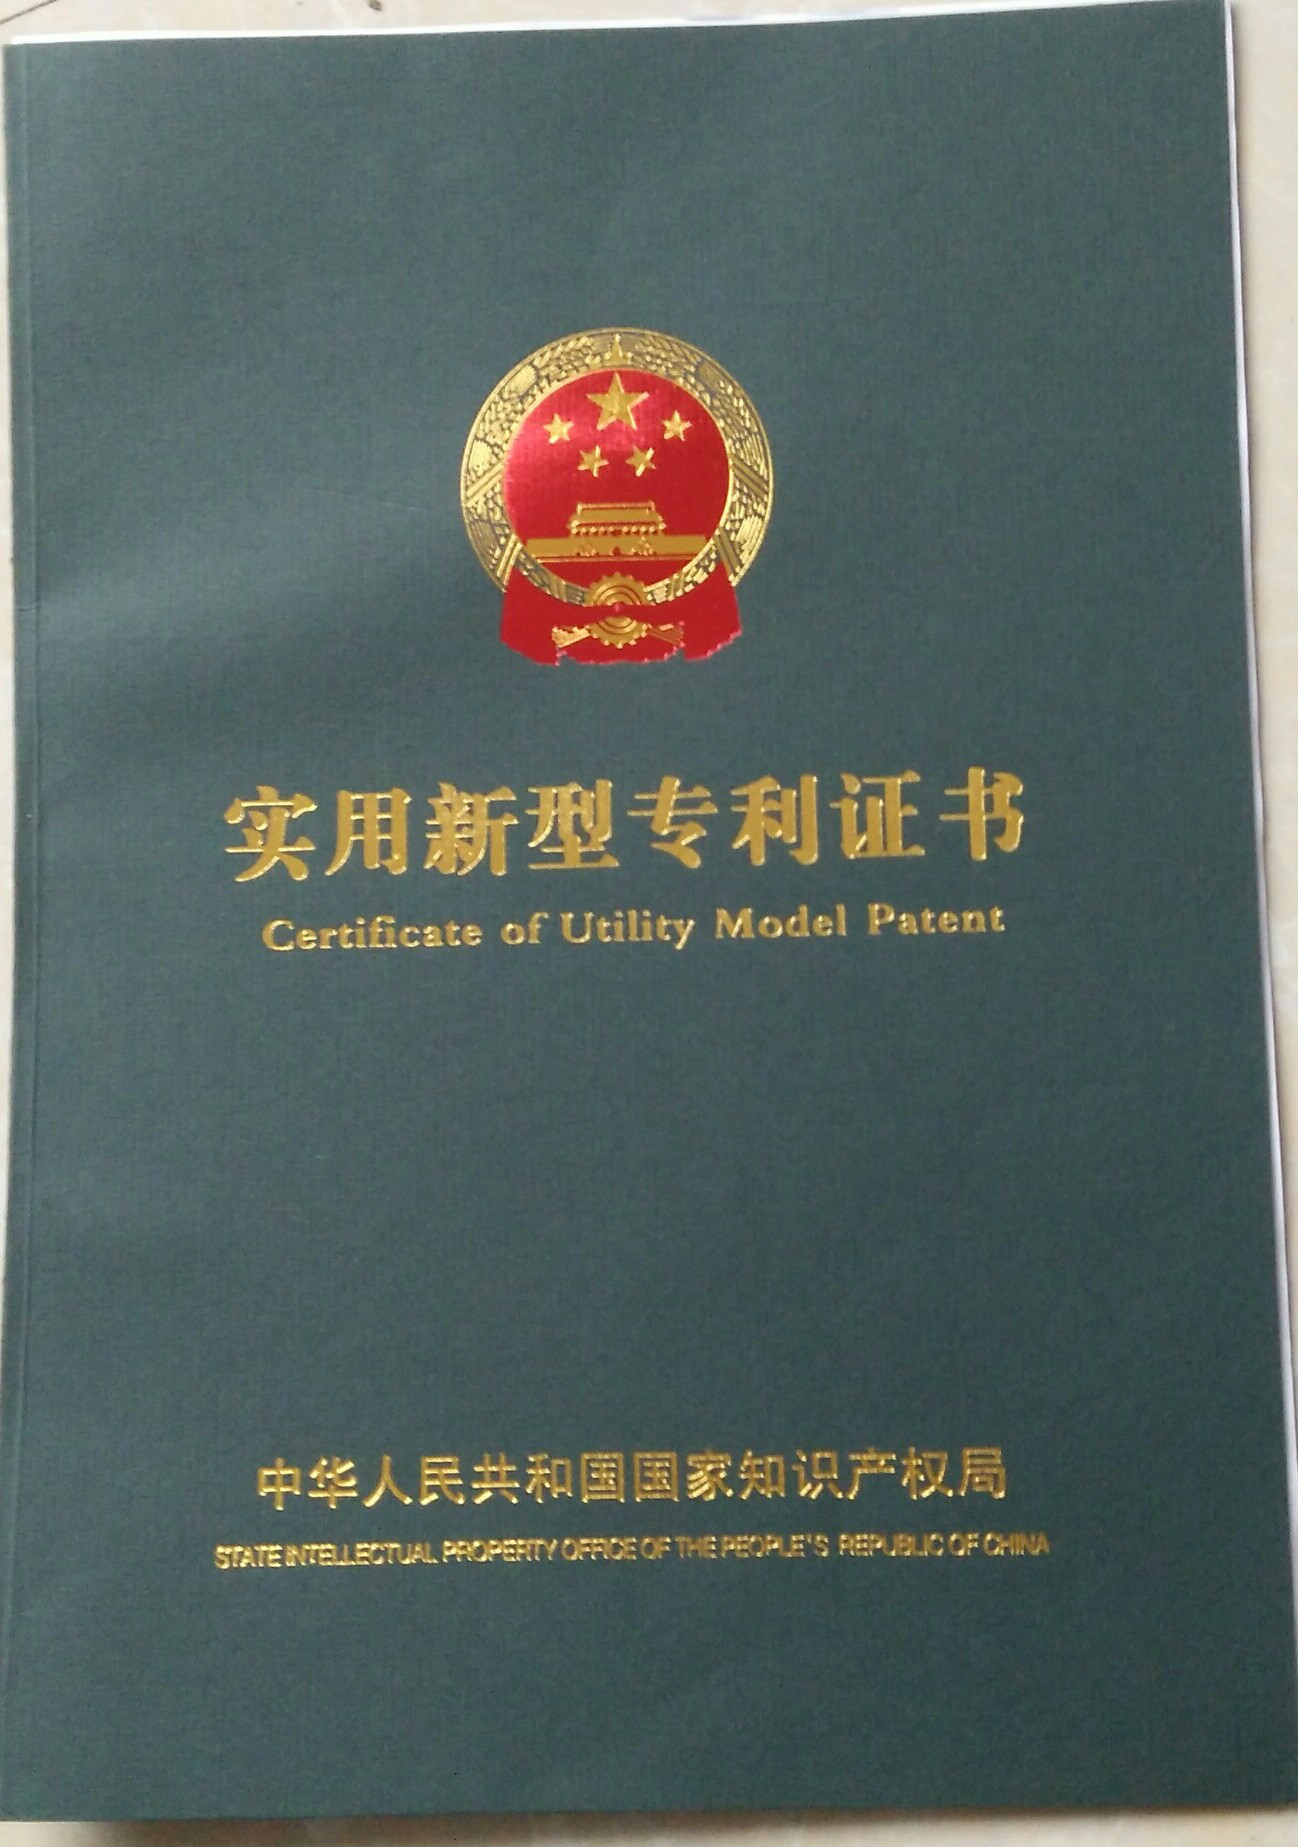 实用新型专利证书
Certificate of Utility Model Patent
中华人民共和国国家知识产权局
STATE INTELLECTUAL PROPERTY OFFICE OF THE PEOPLE'S REPUBLIC OF CHINA